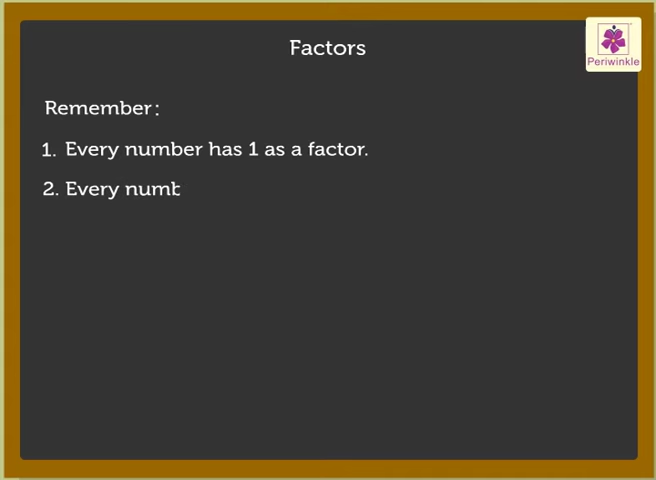 Factors
Periwinkle
Remember:
1. Every number has 1 as a factor.
2. Every numb